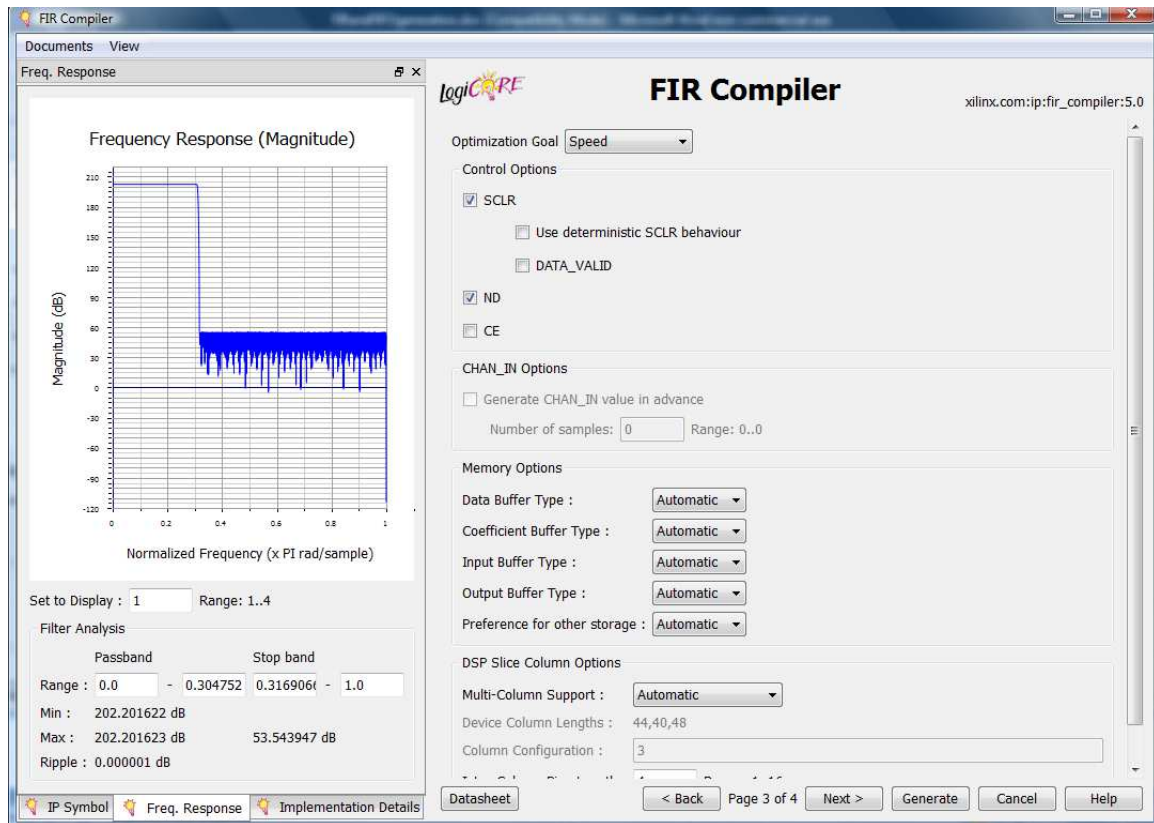 FIR Compiler
Documents View
Freq. Response
Frequency Response (Magnitude)
210
180
150
120
90
60
30
0
-30
-60
-90
-120
Magnitude (dB)
0 0.2 0.4 0.6 0.8 1
Normalized Frequency (x PI rad/sample)
Set to Display : 1 Range: 1..4
Filter Analysis
Passband Stop band
Range : 0.0 - 0.304752 0.3169066 - 1.0
Min : 202.201622 dB
Max : 202.201623 dB 53.543947 dB
Ripple : 0.000001 dB
IP Symbol Freq. Response Implementation Details
LogiCORE
FIR Compiler
xilinx.com:ip:fir_compiler:5.0
Optimization Goal Speed
Control Options
SCLR
Use deterministic SCLR behaviour
DATA_VALID
ND
CE
CHAN_IN Options
Generate CHAN_IN value in advance
Number of samples: 0 Range: 0..0
Memory Options
Data Buffer Type : Automatic
Coefficient Buffer Type : Automatic
Input Buffer Type : Automatic
Output Buffer Type : Automatic
Preference for other storage : Automatic
DSP Slice Column Options
Multi-Column Support : Automatic
Device Column Lengths : 44,40,48
Column Configuration : 3
Datasheet < Back Page 3 of 4 Next > Generate Cancel Help